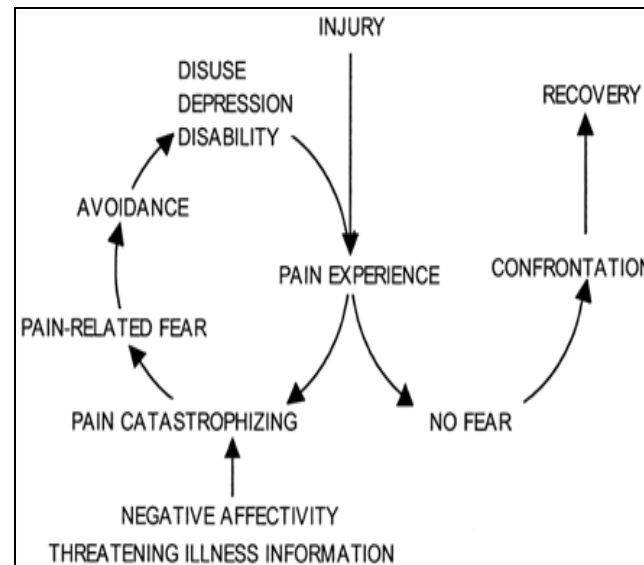 INJURY
DISUSE
DEPRESSION
DISABILITY
RECOVERY
AVOIDANCE
PAIN EXPERIENCE
CONFRONTATION
PAIN-RELATED FEAR
PAIN CATASTROPHIZING
NO FEAR
NEGATIVE AFFECTIVITY
THREATENING ILLNESS INFORMATION